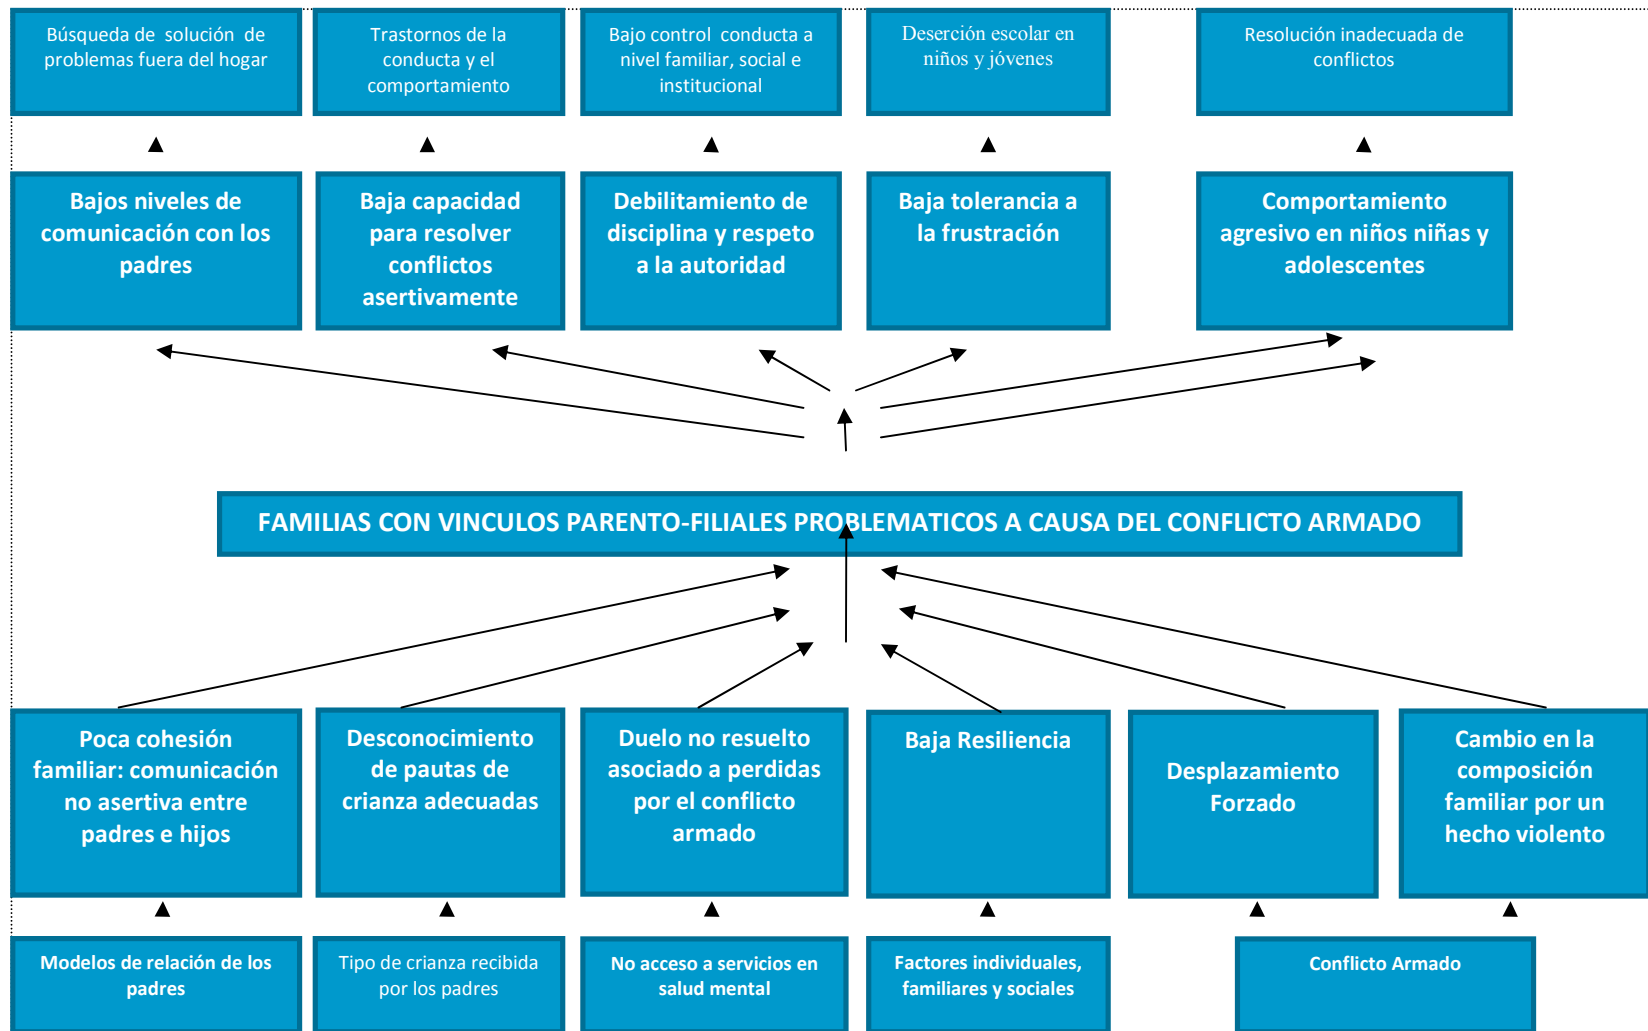 Búsqueda de solución de
problemas fuera del hogar
Trastornos de la
conducta y el
comportamiento
Bajo control conducta a
nivel familiar, social e
institucional
Deserción escolar en
niños y jóvenes
Resolución inadecuada de
conflictos
Bajos niveles de
comunicación con los
padres
Baja capacidad
para resolver
conflictos
asertivamente
Debilitamiento de
disciplina y respeto
a la autoridad
Baja tolerancia a
la frustración
Comportamiento
agresivo en niños niñas y
adolescentes
FAMILIAS CON VINCULOS PARENTO-FILIALES PROBLEMATICOS A CAUSA DEL CONFLICTO ARMADO
Poca cohesión
familiar: comunicación
no asertiva entre
padres e hijos
Desconocimiento
de pautas de
crianza adecuadas
Duelo no resuelto
asociado a perdidas
por el conflicto
armado
Baja Resiliencia
Desplazamiento
Forzado
Cambio en la
composición
familiar por un
hecho violento
Modelos de relación de los
padres
Tipo de crianza recibida
por los padres
No acceso a servicios en
salud mental
Factores individuales,
familiares y sociales
Conflicto Armado